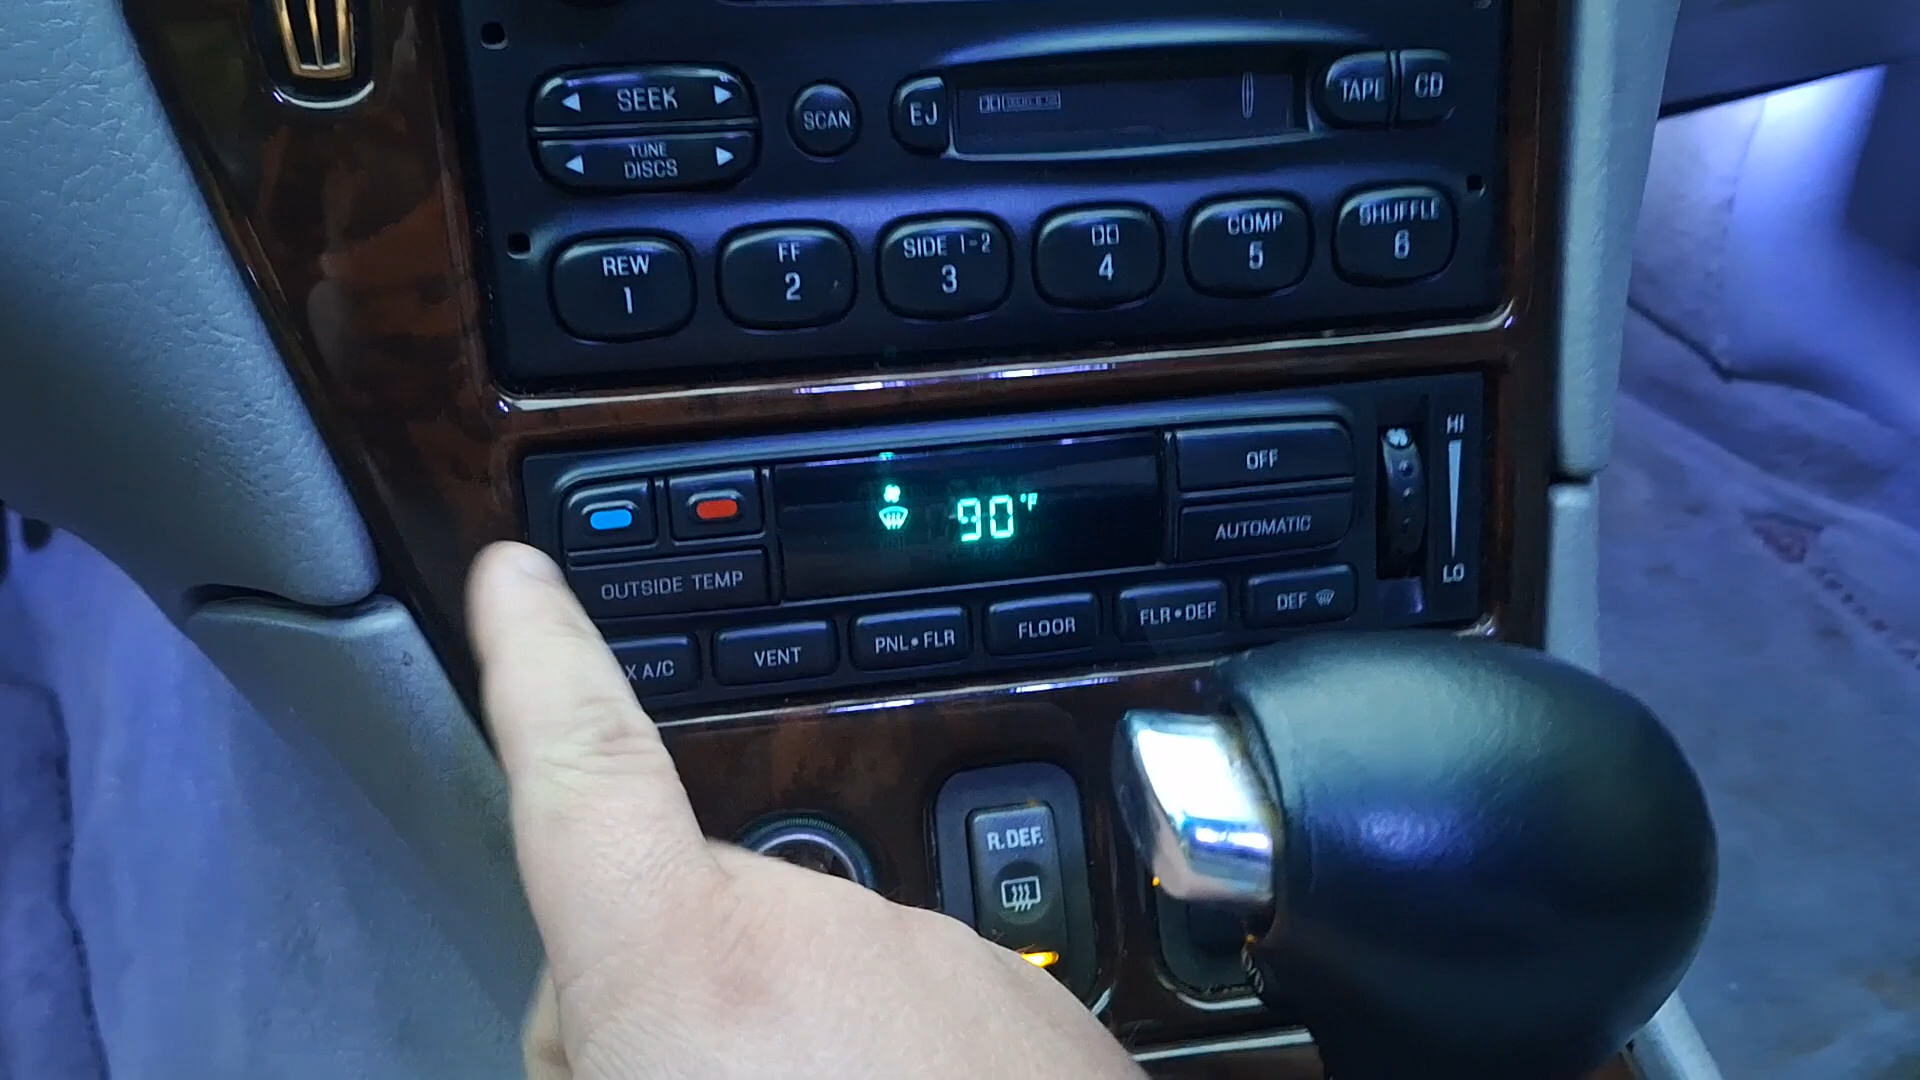 SEEK
TUNE
DISCS
SCAN
EJ
TAPE
CD
REW
1
FF
2
SIDE 1-2
3
4
COMP
5
SHUFFLE
6
90°F
OFF
AUTOMATIC
HI
LO
OUTSIDE TEMP
X A/C
VENT
PNL•FLR
FLOOR
FLR•DEF
DEF
R.DEF.